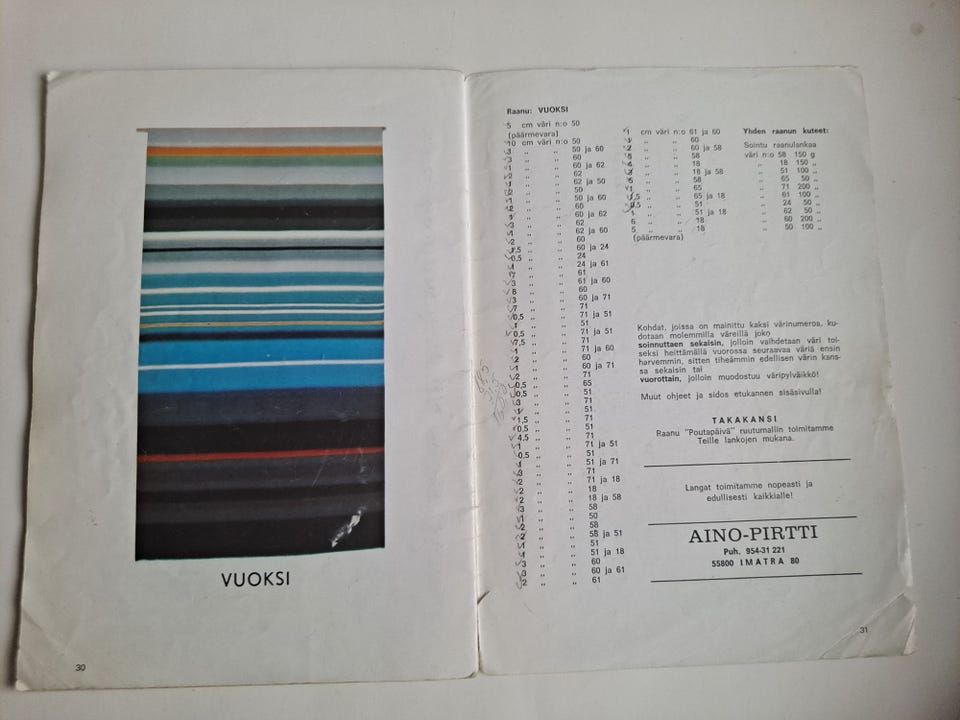 VUOKSI
30
Raanu: VUOKSI
5 cm väri n:o 50
(päärmevara)
10 cm väri n:o 50
3 „ „ 50 ja 60
3 „ „ 60
1 „ „ 60 ja 62
2 „ „ 62
1 „ „ 62 ja 50
2 „ „ 50
1 „ „ 50 ja 60
2 „ „ 60
1 „ „ 60 ja 62
3 „ „ 62
1 „ „ 62 ja 60
2 „ „ 60
1,5 „ „ 60 ja 24
0,5 „ „ 24
1 „ „ 24 ja 61
7 „ „ 61
3 „ „ 61 ja 60
8 „ „ 60
3 „ „ 60 ja 71
7 „ „ 71
0,5 „ „ 71 ja 51
1 „ „ 51
0,5 „ „ 71 ja 51
7,5 „ „ 71
1 „ „ 71 ja 60
2 „ „ 60
1 „ „ 60 ja 71
2 „ „ 71
0,5 „ „ 65
0,5 „ „ 51
3 „ „ 71
1 „ „ 51
1,5 „ „ 71
0,5 „ „ 51
4,5 „ „ 71
1 „ „ 71 ja 51
0,5 „ „ 51
1 „ „ 51 ja 71
3 „ „ 71
2 „ „ 71 ja 18
2 „ „ 18
2 „ „ 18 ja 58
3 „ „ 58
1 „ „ 50
2 „ „ 58
2 „ „ 58 ja 51
1 „ „ 51
1 „ „ 51 ja 18
3 „ „ 60
3 „ „ 60 ja 61
2 „ „ 61
1 cm väri n:o 61 ja 60
1 „ „ 60
2 „ „ 60 ja 58
8 „ „ 58
4 „ „ 18
3 „ „ 18 ja 58
6 „ „ 58
1 „ „ 65
1,5 „ „ 65 ja 18
0,5 „ „ 51
1 „ „ 51 ja 18
6 „ „ 18
5 „ „ 18
(päärmevara)
Yhden raanun kuteet:
Sointu raanulankaa
väri n:o 58 150 g
„ 18 150 „
„ 51 100 „
„ 65 50 „
„ 71 200 „
„ 61 100 „
„ 24 50 „
„ 62 50 „
„ 60 200 „
„ 50 100 „
Kohdat, joissa on mainittu kaksi värinumeroa, ku-
dotaan molemmilla väreillä joko
soinnuttaen sekaisin, jolloin vaihdetaan väri toi-
seksi heittämällä vuorossa seuraavaa väriä ensin
harvemmin, sitten tiheämmin edellisen värin kans-
sa sekaisin tai
vuorottain, jolloin muodostuu väripylväikkö!
Muut ohjeet ja sidos etukannen sisäsivulla!
TAKAKANSI
Raanu "Poutapäivä" ruutumallin toimitamme
Teille lankojen mukana.
Langat toimitamme nopeasti ja
edullisesti kaikkialle!
AINO-PIRTTI
Puh. 954-31 221
55800 IMATRA 80
31